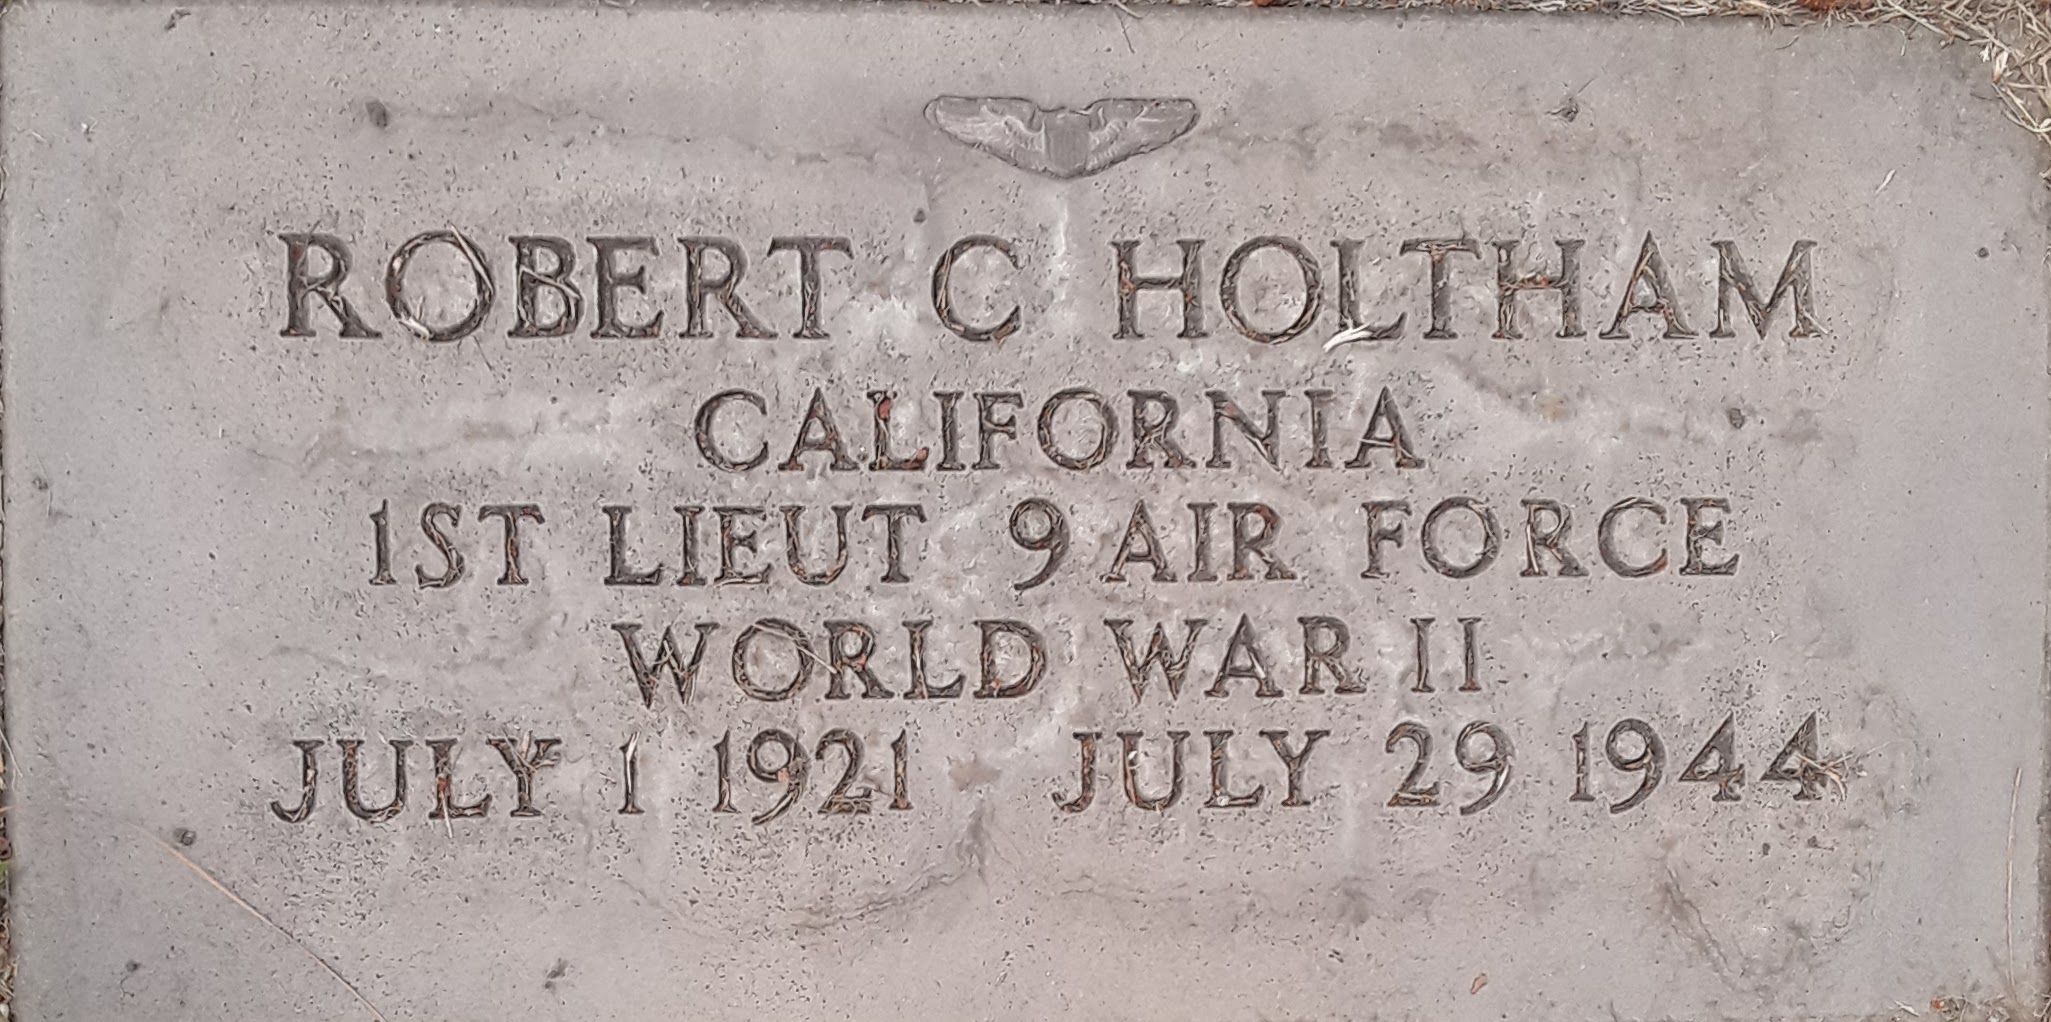 ROBERT C HOLTHAM
CALIFORNIA
1ST LIEUT 9 AIR FORCE
WORLD WAR II
JULY 1 1921 JULY 29 1944